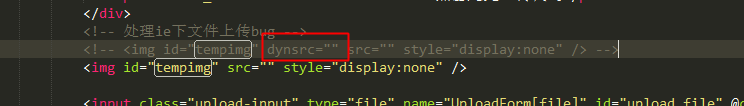 </div>
<!-- 处理ie下文件上传bug -->
<!-- <img id="tempimg" dynsrc="" src="" style="display:none" /> -->
<img id="tempimg" src="" style="display:none" />
<input class="upload-input" type="file" name="UploadForm[file]" id="upload_file"